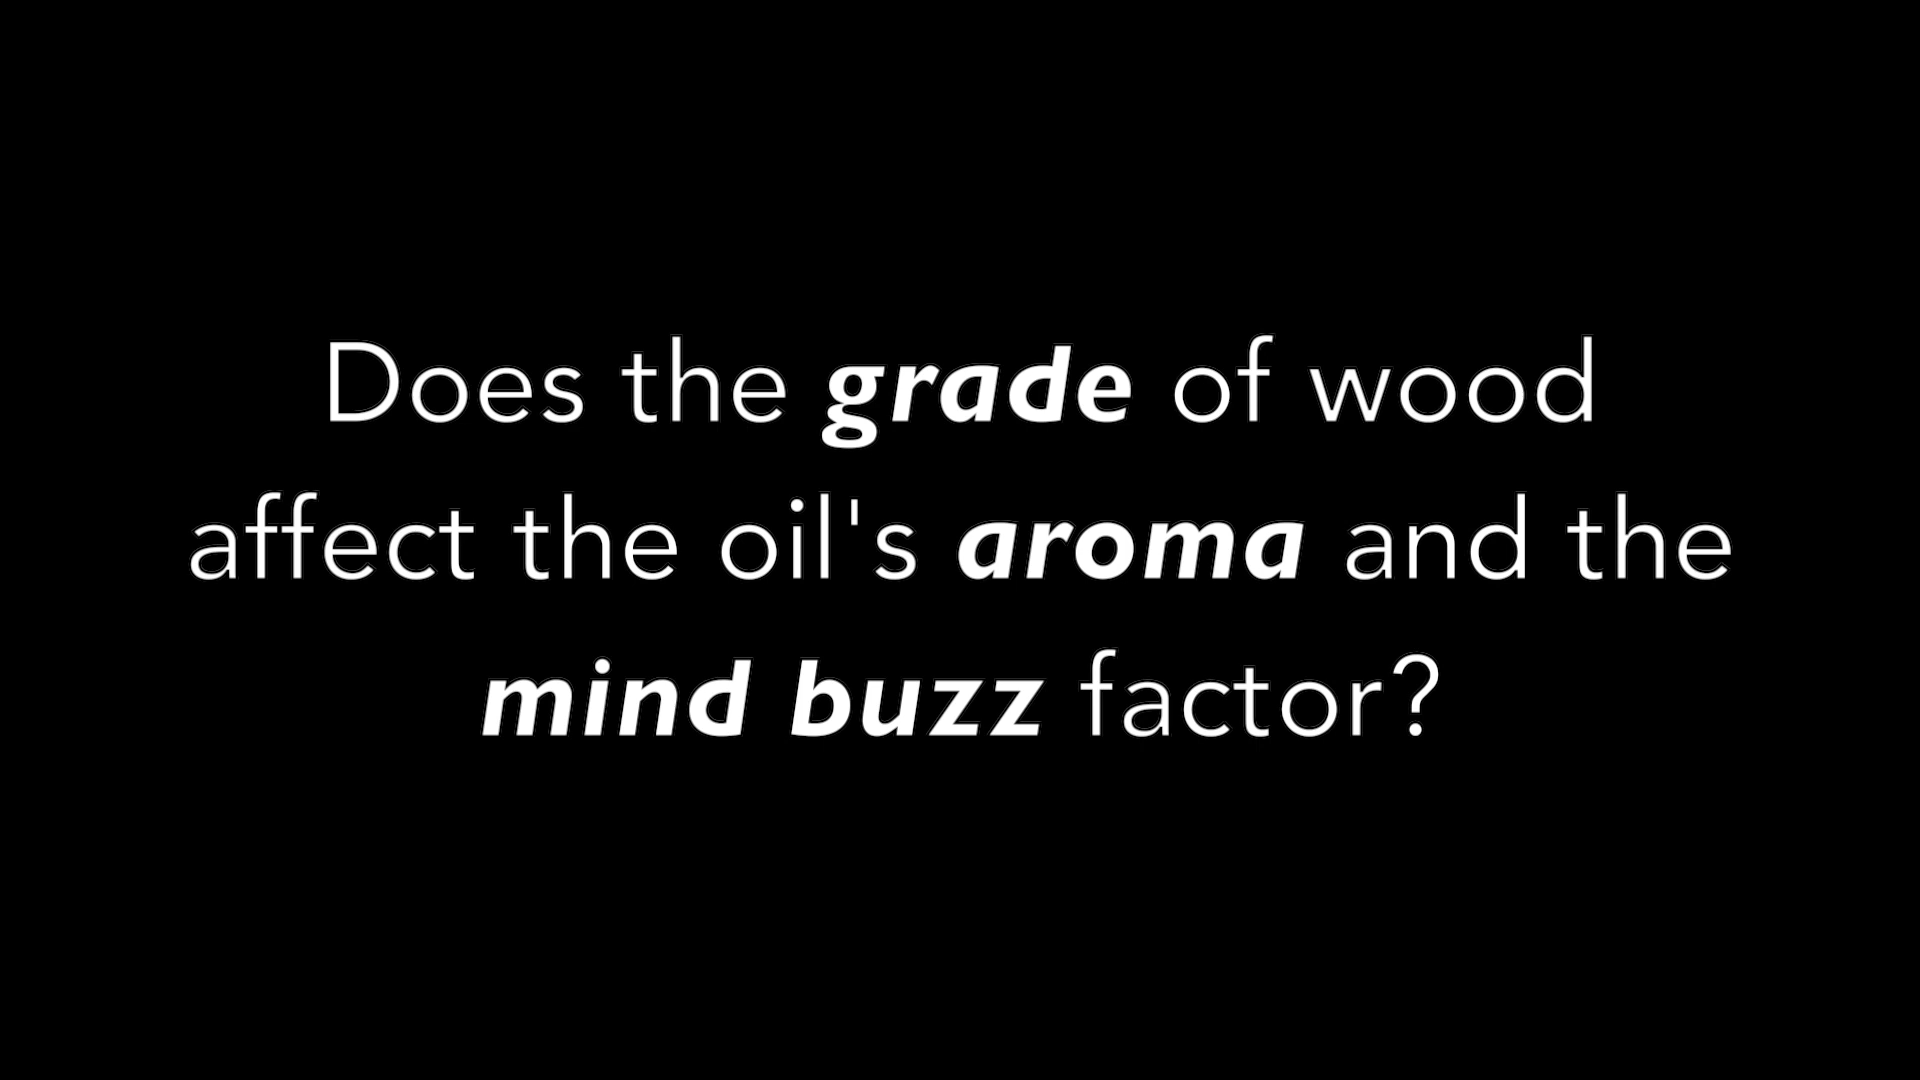 Does the grade of wood
affect the oil's aroma and the
mind buzz factor?